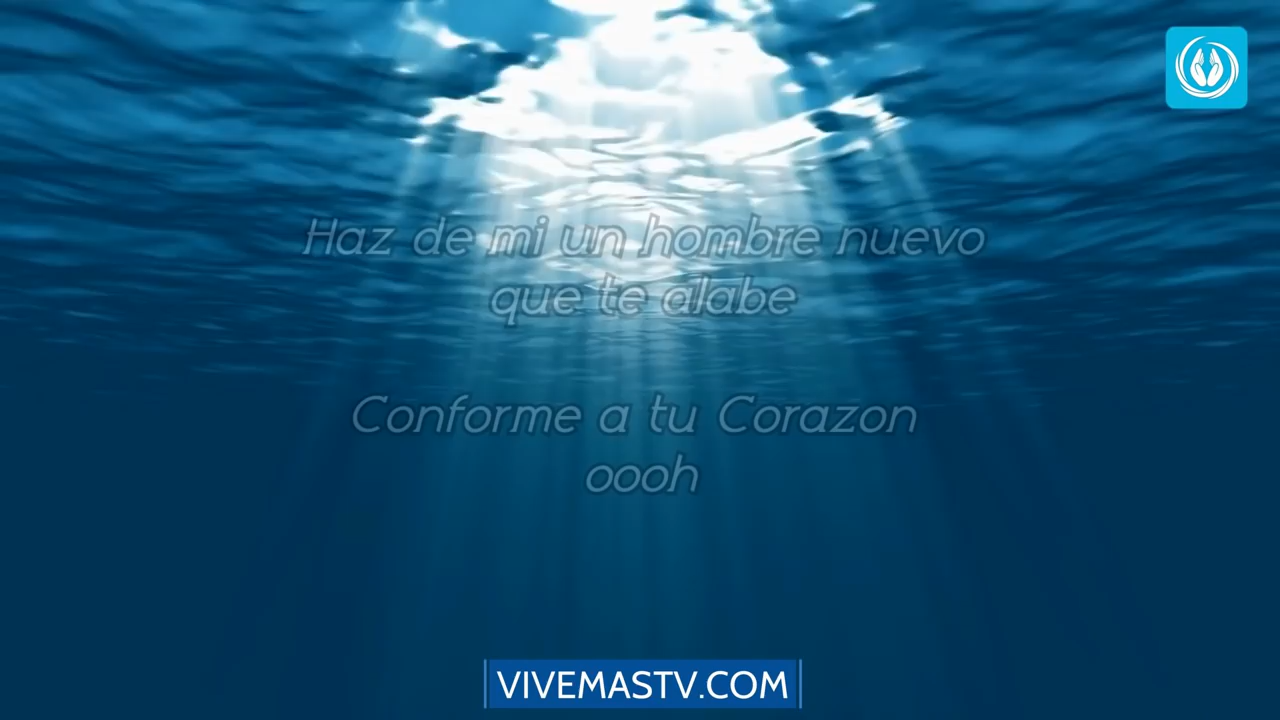 Haz de mi un hombre nuevo
que te alabe
Conforme a tu Corazon
oooh
VIVEMASTV.COM